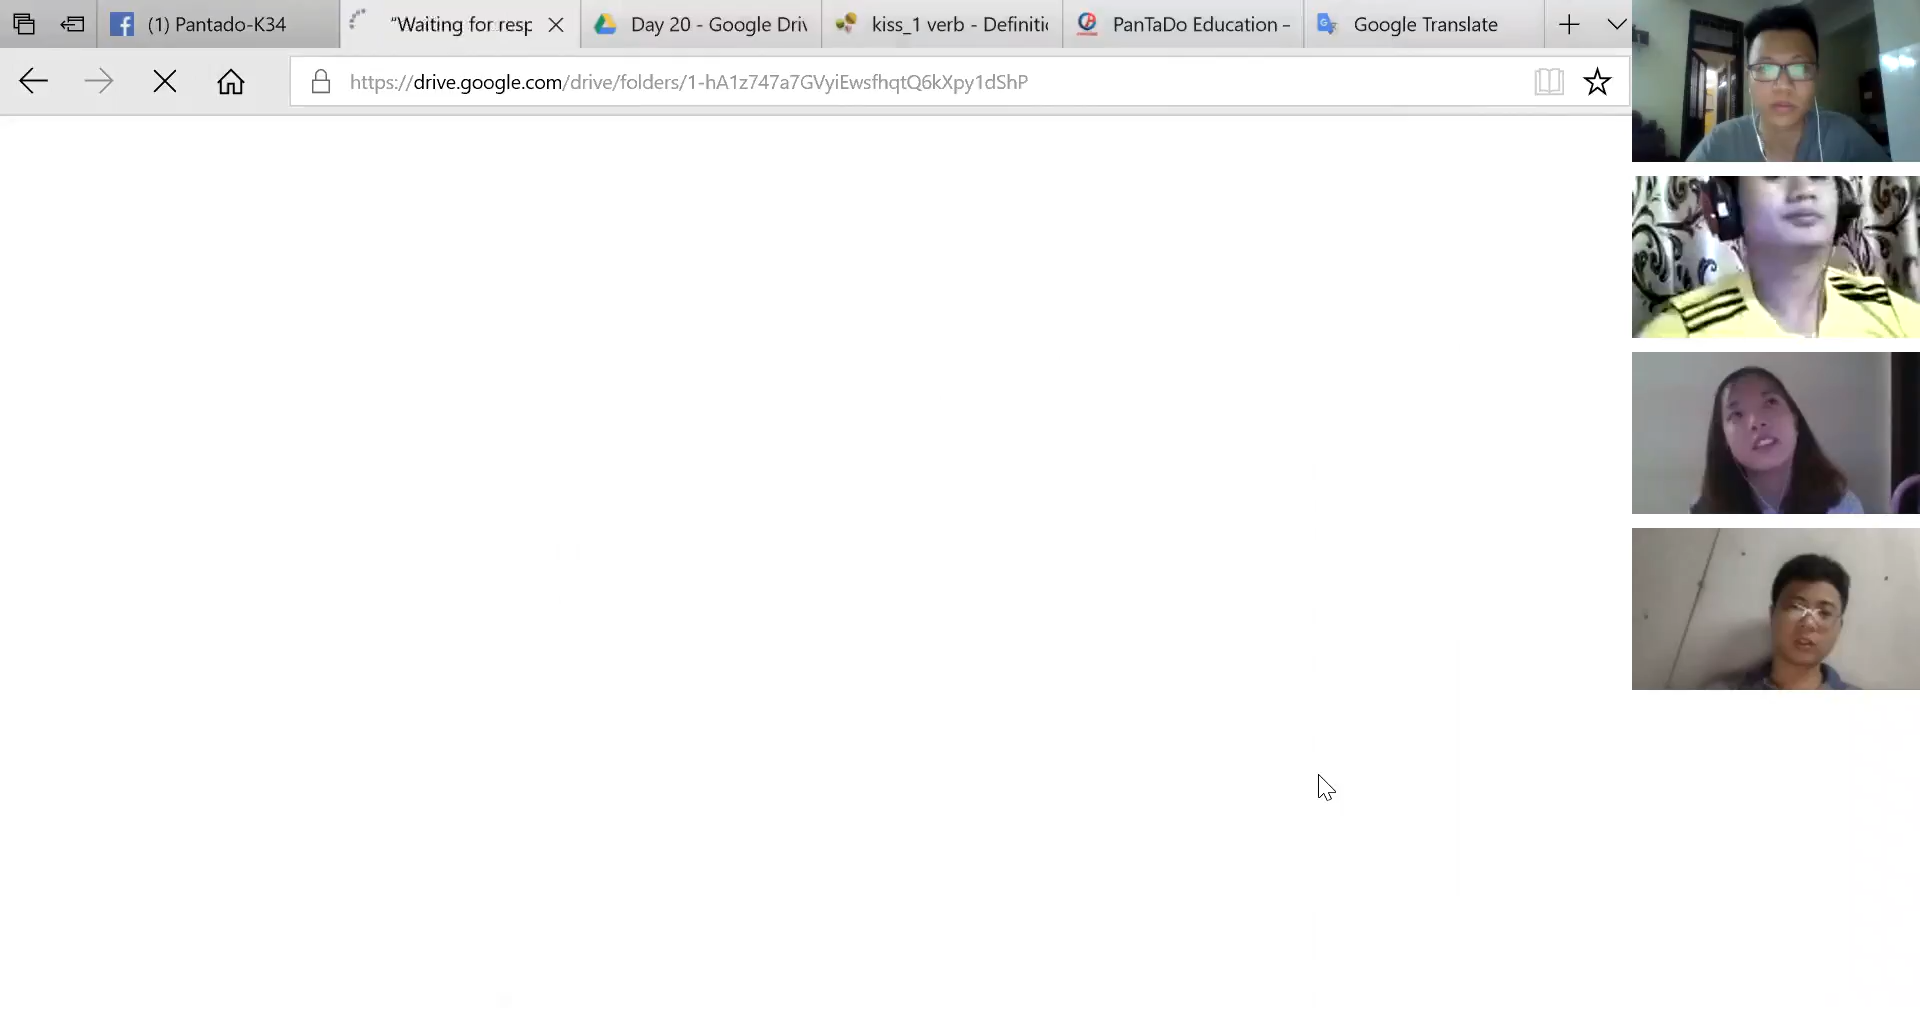 (1) Pantado-K34
"Waiting for resp
Day 20 - Google Driv
kiss_1 verb - Definitic
PanTaDo Education -
Google Translate
https://drive.google.com/drive/folders/1-hA1z747a7GVyiEwsfhqtQ6kXpy1dShP